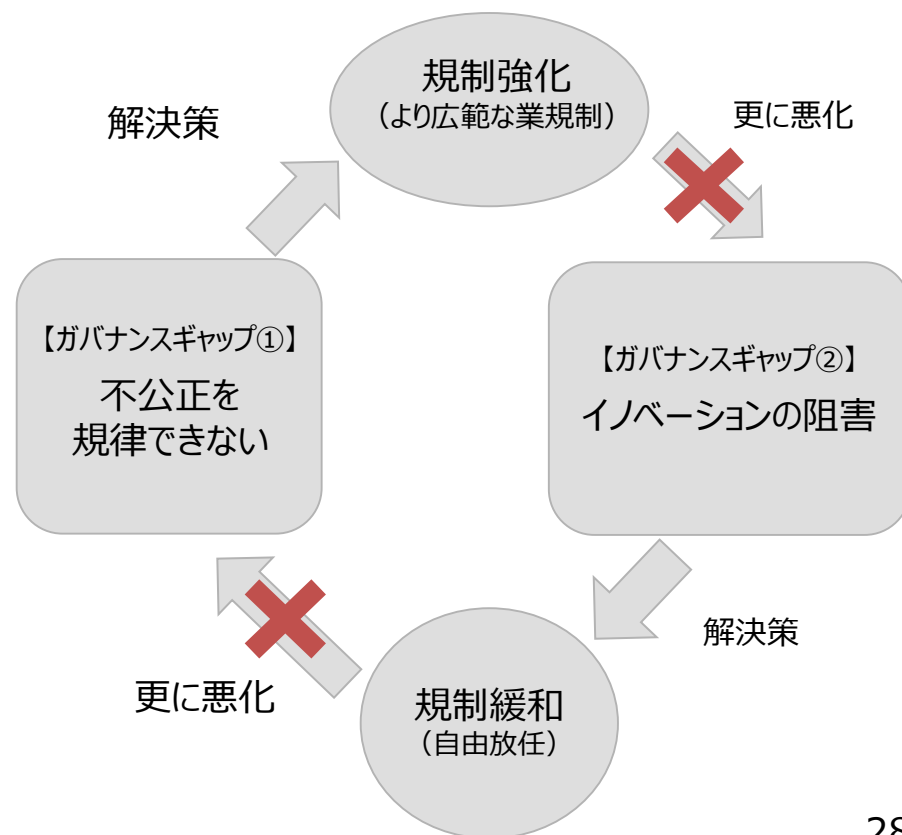 規制強化
（より広範な業規制）
解決策
更に悪化
【ガバナンスギャップ①】
不公正を
規律できない
【ガバナンスギャップ②】
イノベーションの阻害
解決策
更に悪化
規制緩和
（自由放任）
28